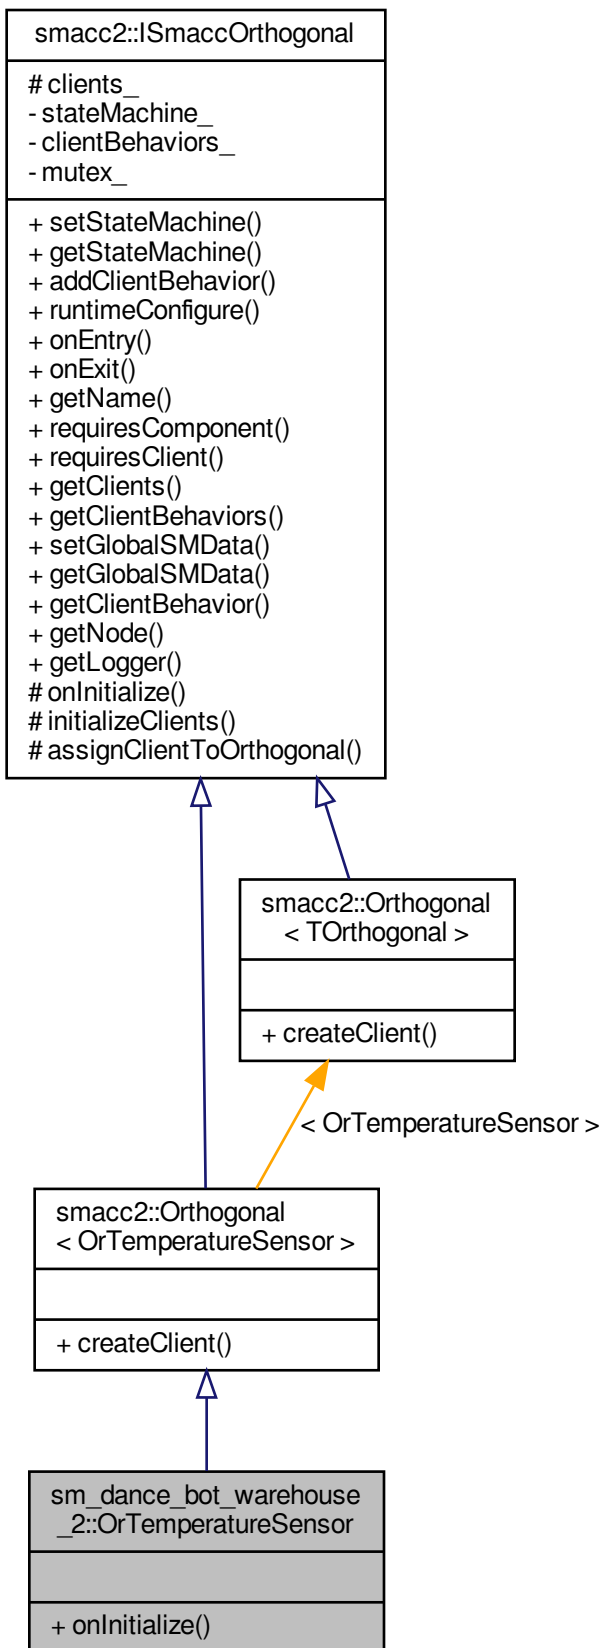 smacc2::ISmaccOrthogonal
# clients_
- stateMachine_
- clientBehaviors_
- mutex_
+ setStateMachine()
+ getStateMachine()
+ addClientBehavior()
+ runtimeConfigure()
+ onEntry()
+ onExit()
+ getName()
+ requiresComponent()
+ requiresClient()
+ getClients()
+ getClientBehaviors()
+ setGlobalSMData()
+ getGlobalSMData()
+ getClientBehavior()
+ getNode()
+ getLogger()
# onInitialize()
# initializeClients()
# assignClientToOrthogonal()
smacc2::Orthogonal
< TOrthogonal >
+ createClient()
< OrTemperatureSensor >
smacc2::Orthogonal
< OrTemperatureSensor >
+ createClient()
sm_dance_bot_warehouse
_2::OrTemperatureSensor
+ onInitialize()